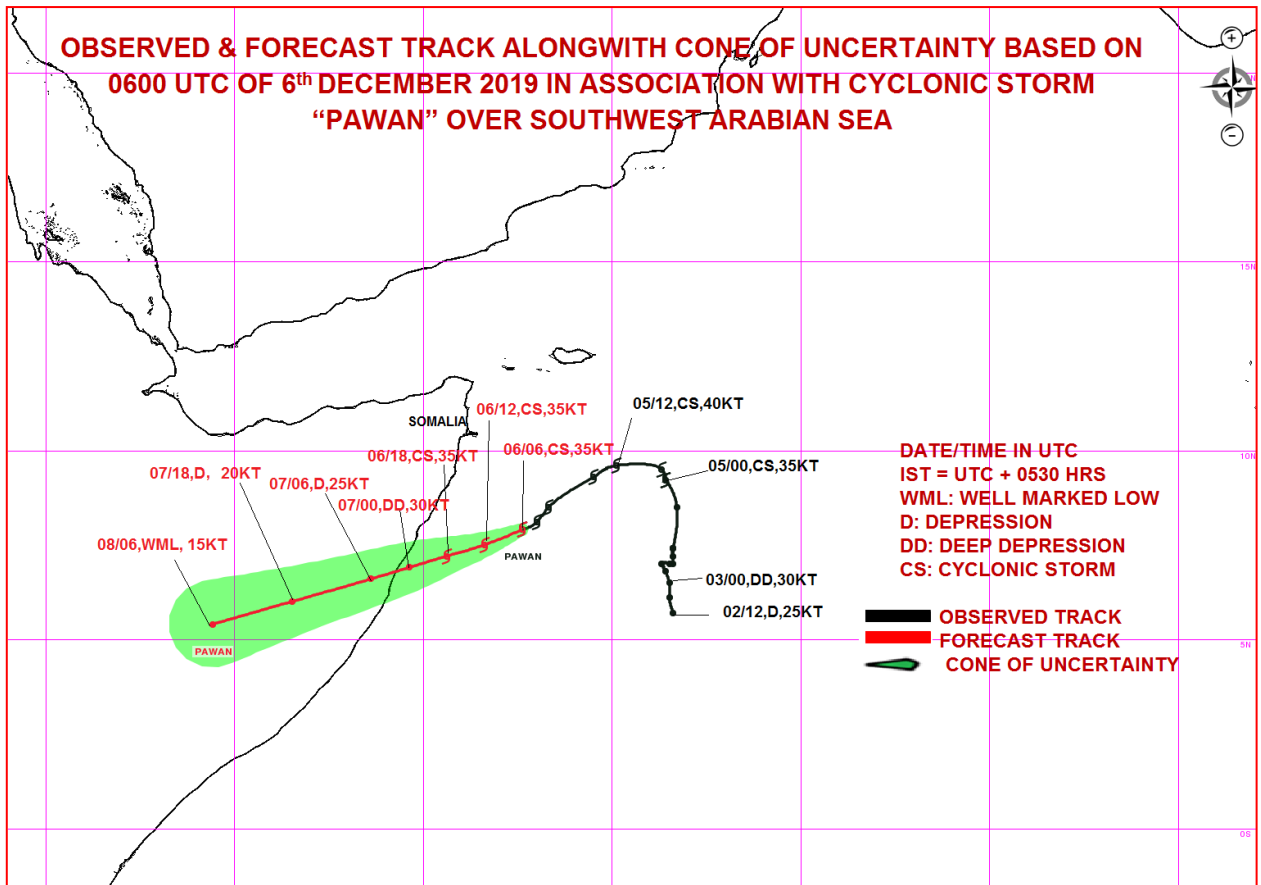 OBSERVED & FORECAST TRACK ALONGWITH CONE OF UNCERTAINTY BASED ON
0600 UTC OF 6th DECEMBER 2019 IN ASSOCIATION WITH CYCLONIC STORM
“PAWAN” OVER SOUTHWEST ARABIAN SEA
+
-
15N
05/12,CS,40KT
06/12,CS,35KT
SOMALIA
06/06,CS,35KT
06/18,CS,35KT
10N
05/00,CS,35KT
07/18,D, 20KT
07/06,D,25KT
07/00,DD,30KT
08/06,WML, 15KT
PAWAN
03/00,DD,30KT
02/12,D,25KT
PAWAN
DATE/TIME IN UTC
IST = UTC + 0530 HRS
WML: WELL MARKED LOW
D: DEPRESSION
DD: DEEP DEPRESSION
CS: CYCLONIC STORM
OBSERVED TRACK
FORECAST TRACK
CONE OF UNCERTAINTY
5N
0S